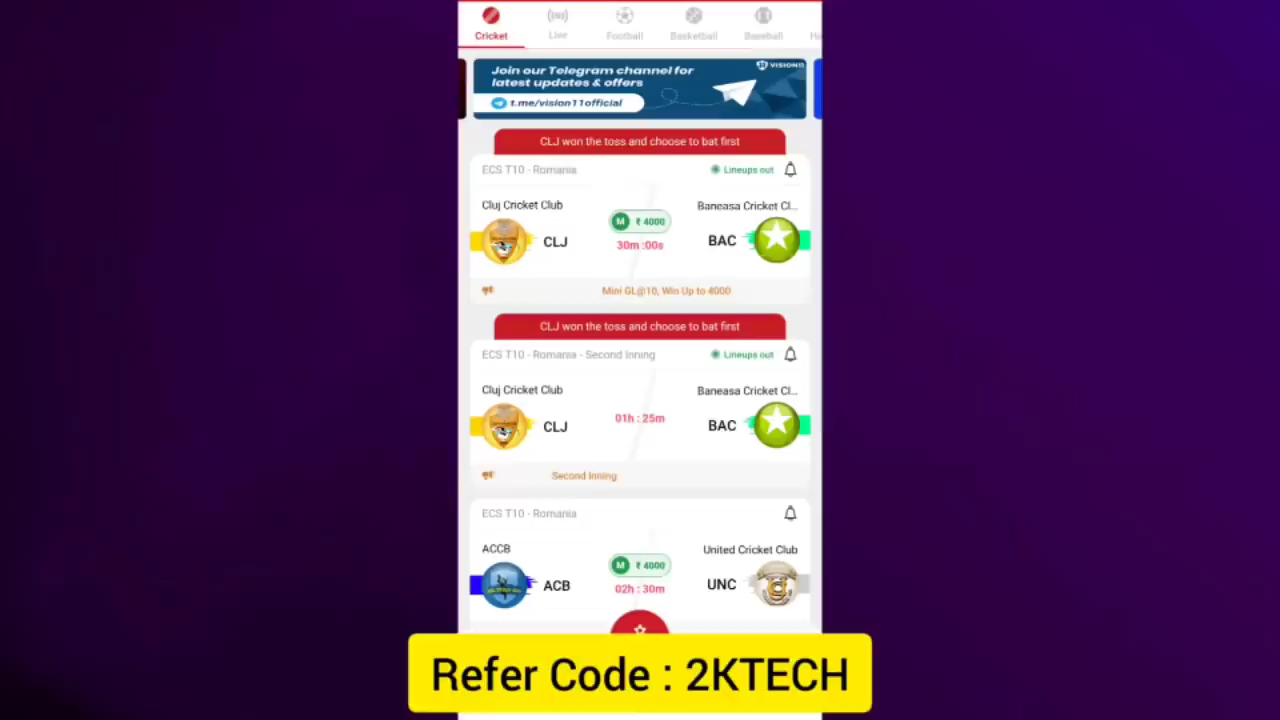 Cricket
Live
Football
Basketball
Baseball
Join our Telegram channel for
latest updates & offers
t.me/vision11official
VISION11
CLJ won the toss and choose to bat first
ECS T10 - Romania
Lineups out
Cluj Cricket Club
Baneasa Cricket Cl...
M ₹ 4000
CLJ
BAC
30m :00s
Mini GL@10, Win Up to 4000
CLJ won the toss and choose to bat first
ECS T10 - Romania - Second Inning
Lineups out
Cluj Cricket Club
Baneasa Cricket Cl...
CLJ
01h : 25m
BAC
Second Inning
ECS T10 - Romania
ACCB
United Cricket Club
M ₹ 4000
ACB
02h : 30m
UNC
Refer Code : 2KTECH